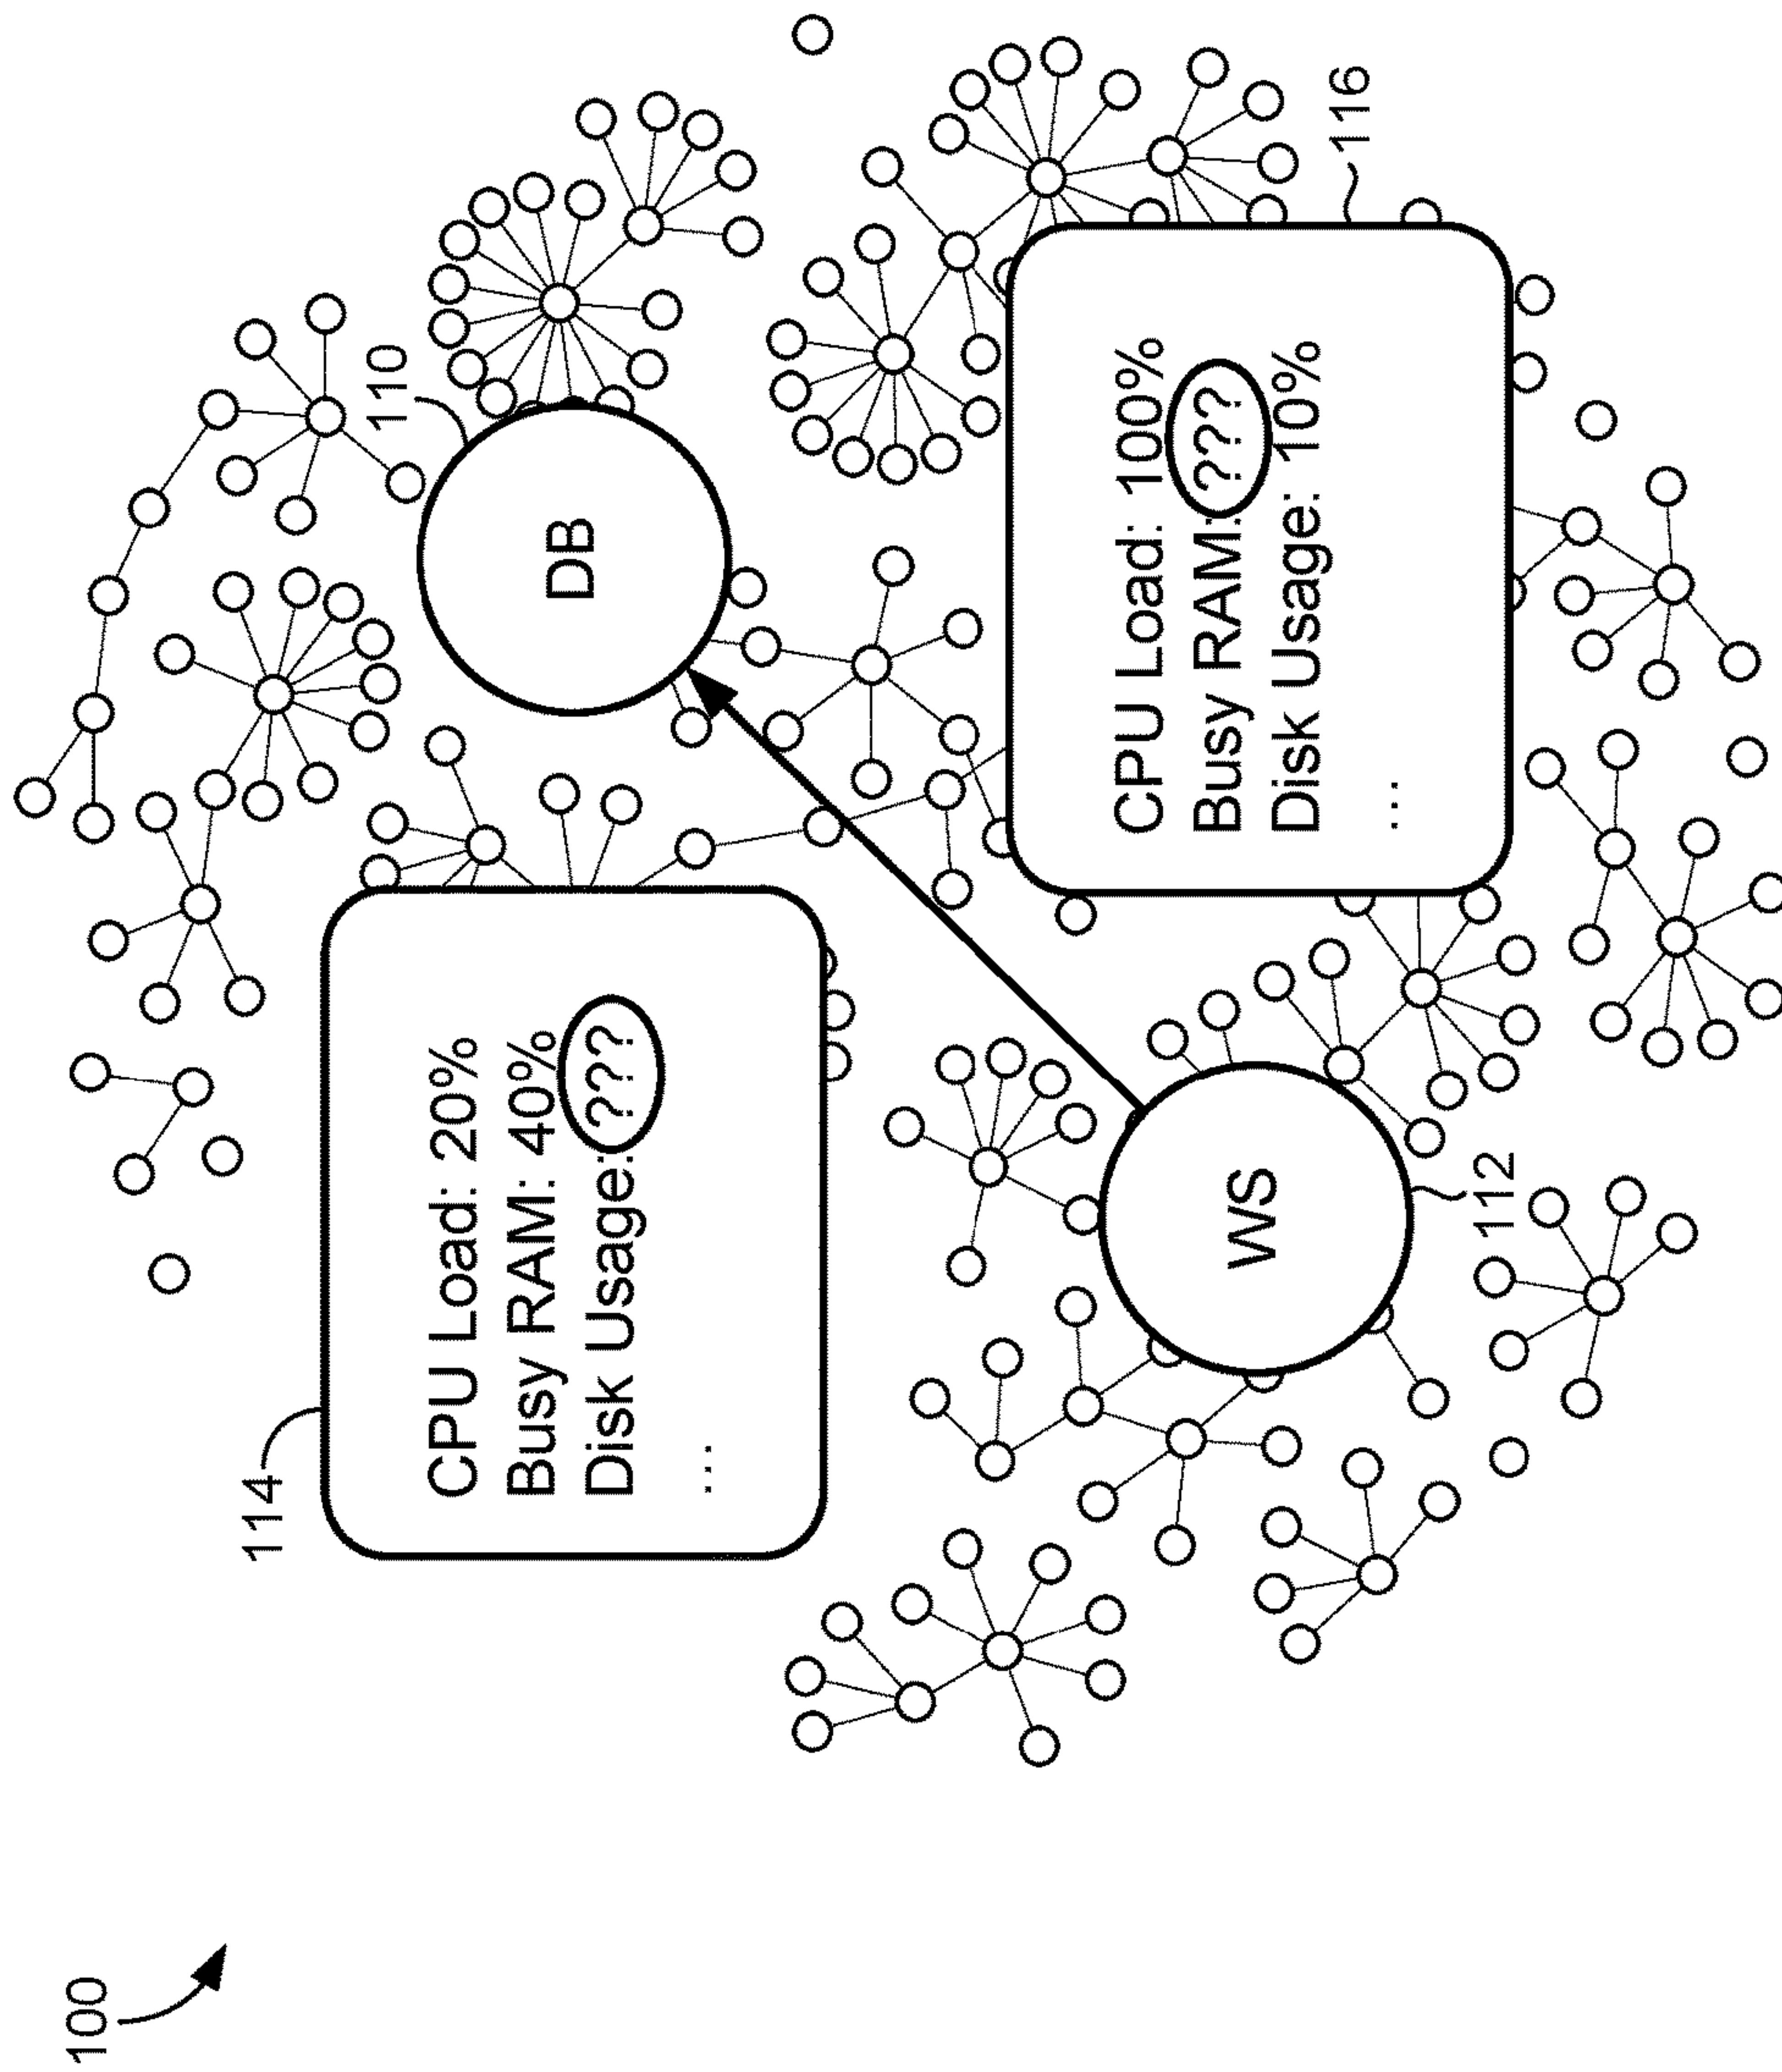 100
114
CPU Load: 20%
Busy RAM: 40%
Disk Usage: ???
...
110
DB
WS
112
CPU Load: 100%
Busy RAM: ???
Disk Usage: 10%
...
116